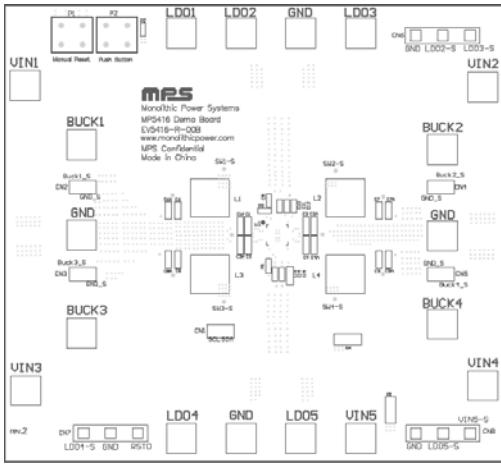 P1
P2
LDO1
LDO2
GND
LDO3
CN6
GND LDO2-S LDO3-S
Manual Reset
Push Button
VIN1
VIN2
MPS
Monolithic Power Systems
MP5416 Demo Board
EV5416-R-00B
www.monolithicpower.com
MPS Confidential
Made in China
BUCK1
BUCK2
SW1-S
SW2-S
Buck1_S
CN2
GND_S
Buck2_S
CN4
GND_S
L1
L2
GND
GND
Buck3_S
CN3
GND_S
GND_S
CN5
Buck4_S
L3
L4
SW3-S
SW4-S
BUCK3
BUCK4
CN1
SCL SDA
VIN3
VIN4
rev.2
CN7
LDO4-S GND RSTO
LDO4
GND
LDO5
VIN5
VIN5-S
CN8
GND LDO5-S